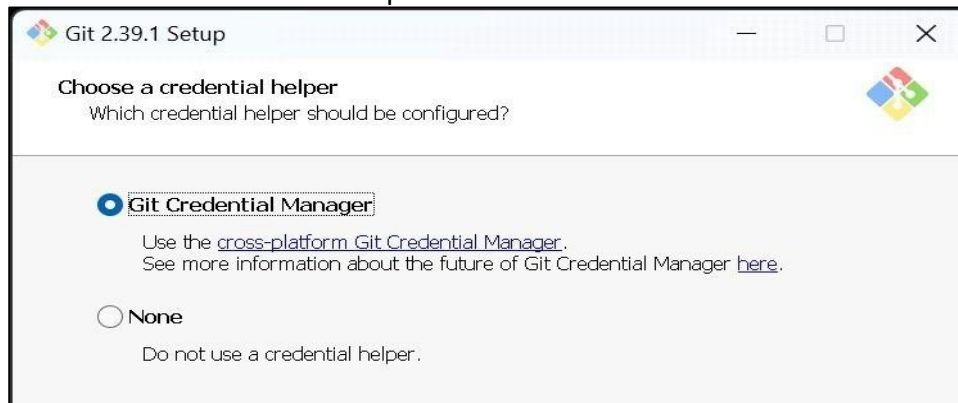 Git 2.39.1 Setup
Choose a credential helper
Which credential helper should be configured?
Git Credential Manager
Use the cross-platform Git Credential Manager.
See more information about the future of Git Credential Manager here.
None
Do not use a credential helper.